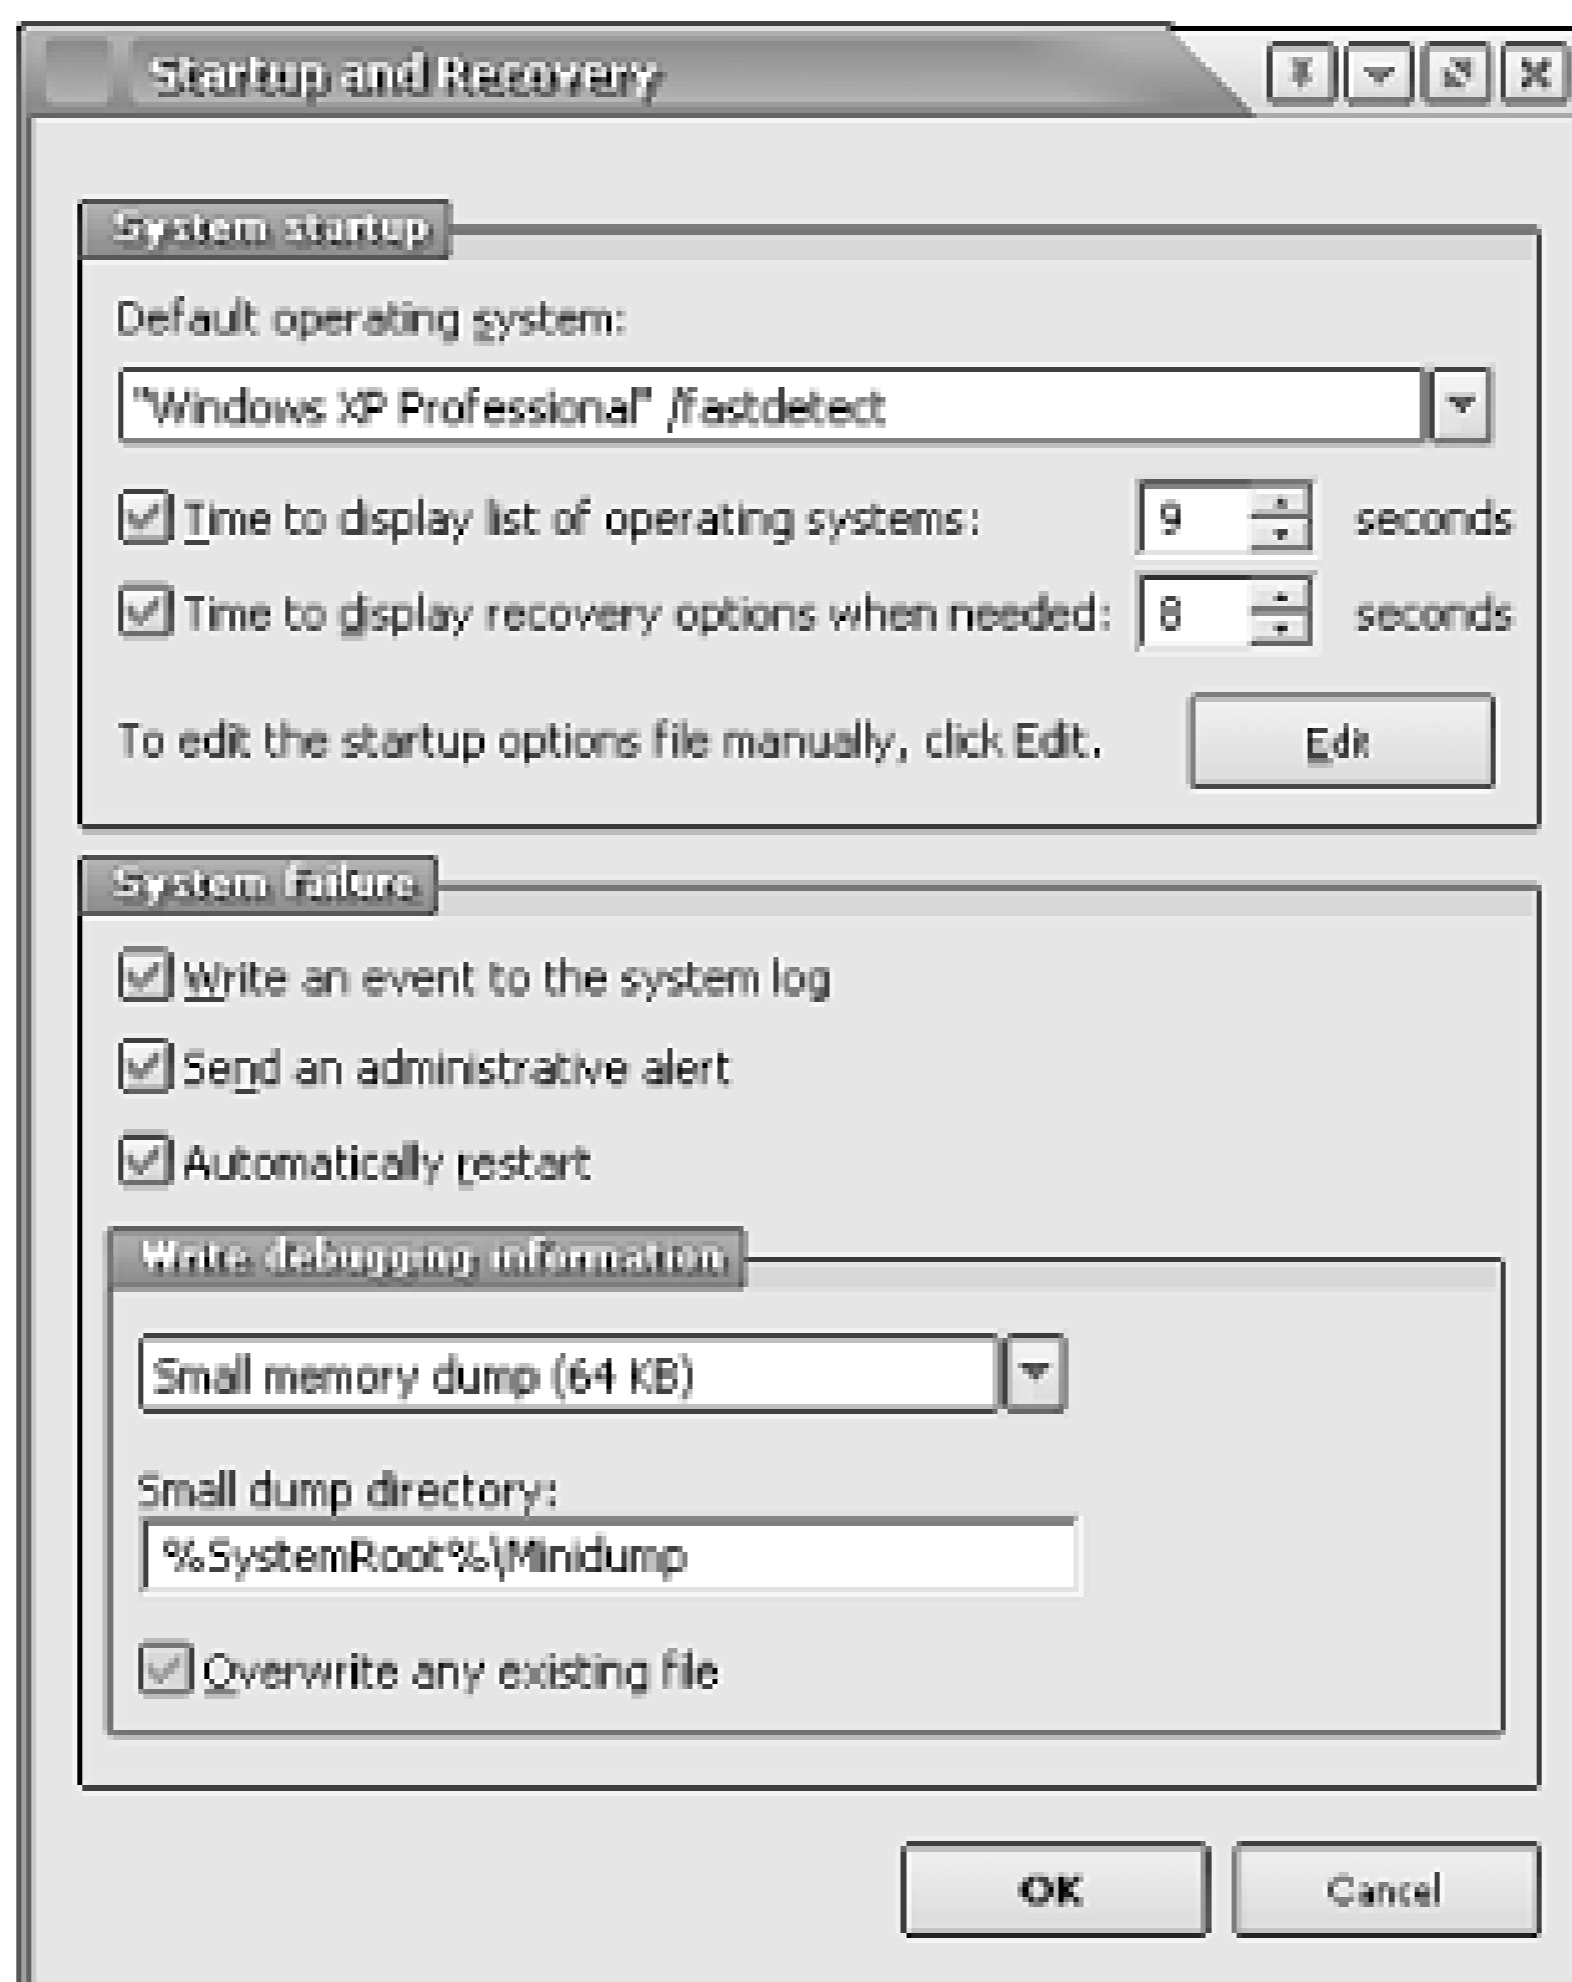 Startup and Recovery
System startup
Default operating system:
"Windows XP Professional" /fastdetect
Time to display list of operating systems: 9 seconds
Time to display recovery options when needed: 8 seconds
To edit the startup options file manually, click Edit. Edit
System failure
Write an event to the system log
Send an administrative alert
Automatically restart
Write debugging information
Small memory dump (64 KB)
Small dump directory:
%SystemRoot%\Minidump
Overwrite any existing file
OK Cancel